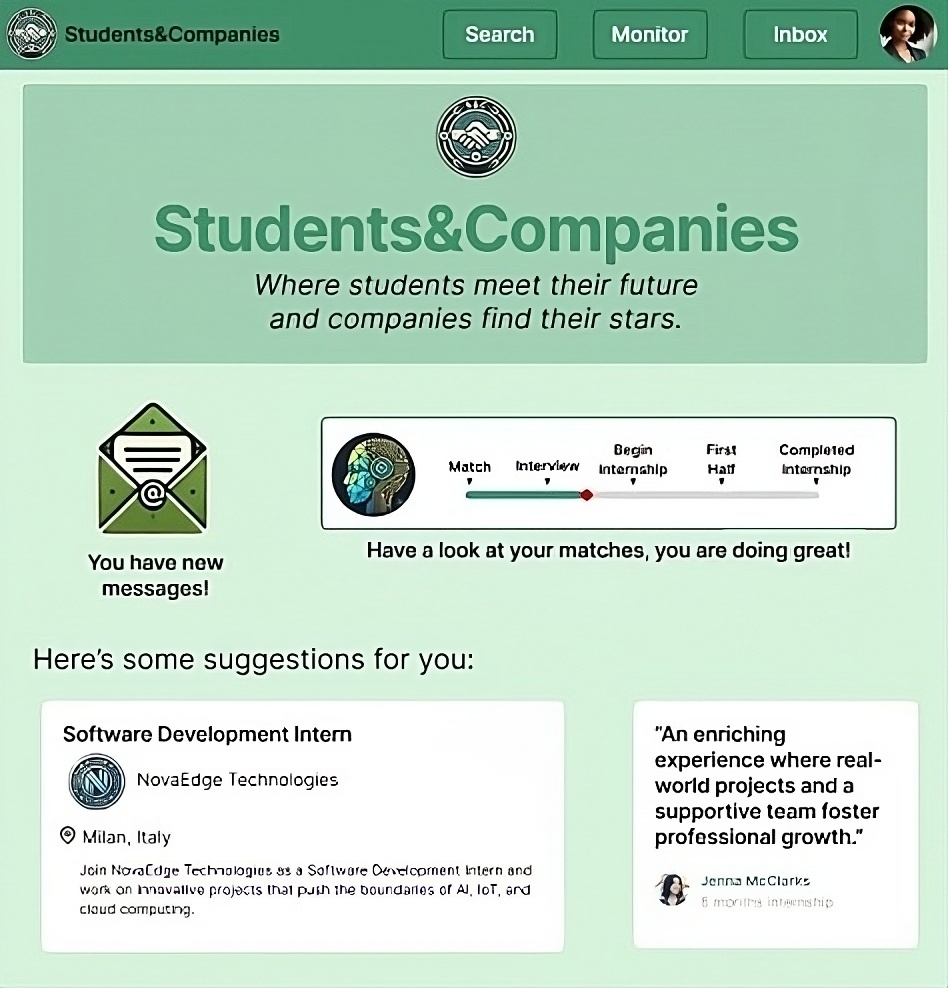 Students&Companies
Search
Monitor
Inbox
Students&Companies
Where students meet their future
and companies find their stars.
@
You have new
messages!
Match
Interview
Begin
Internship
First
Half
Completed
Internship
Have a look at your matches, you are doing great!
Here's some suggestions for you:
Software Development Intern
N
NovaEdge Technologies
Milan, Italy
Join NovaEdge Technologies as a Software Development Intern and
work on innovative projects that push the boundaries of AI, IoT, and
cloud computing.
"An enriching
experience where real-
world projects and a
supportive team foster
professional growth."
Jenna McClarks
months internship